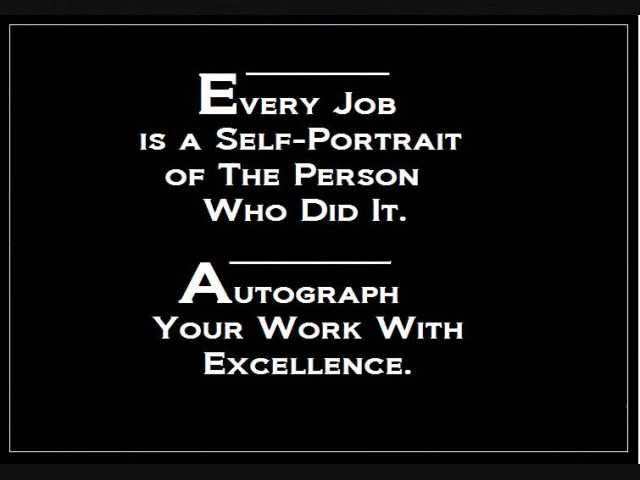 Every Job
is a Self-Portrait
of The Person
Who Did It.
Autograph
Your Work With
Excellence.